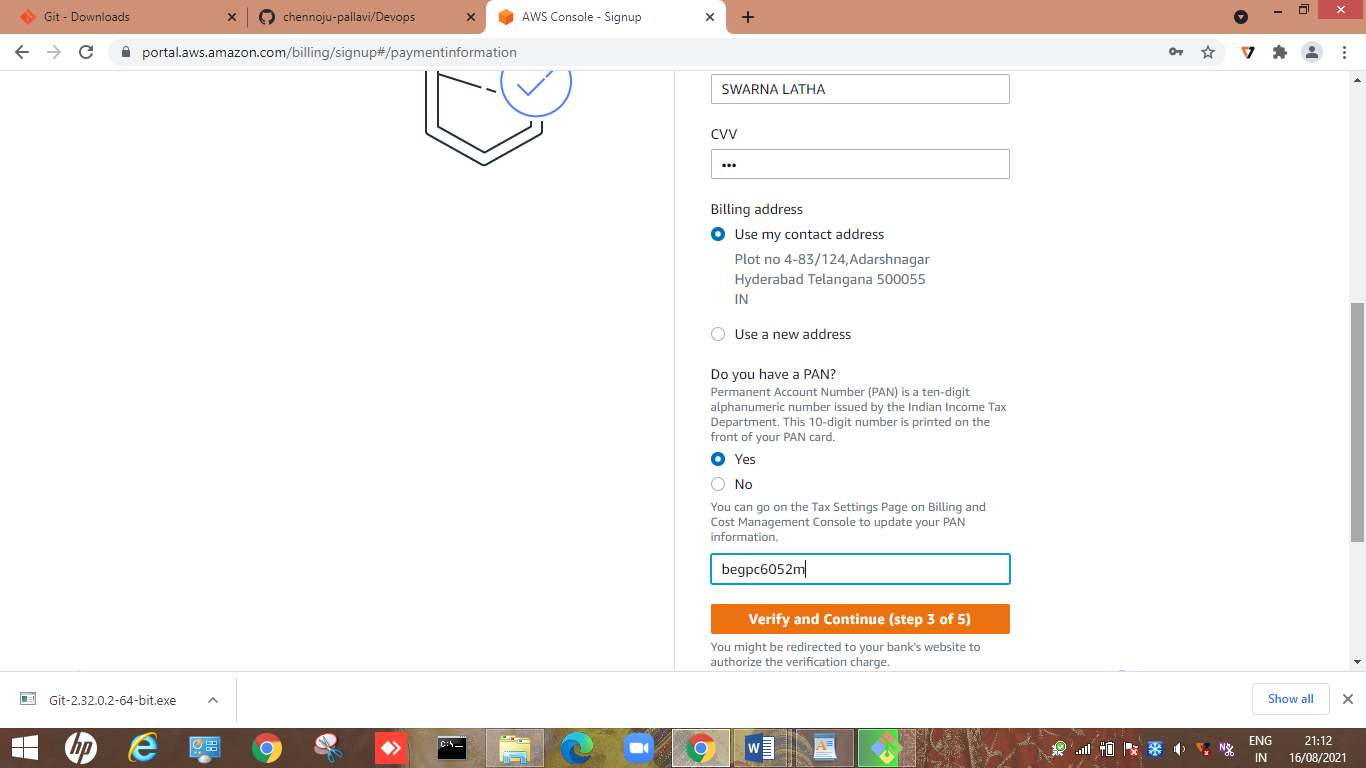 Git - Downloads
chennoju-pallavi/Devops
AWS Console - Signup
portal.aws.amazon.com/billing/signup#/paymentinformation
SWARNA LATHA
CVV
•••
Billing address
Use my contact address
Plot no 4-83/124,Adarshnagar
Hyderabad Telangana 500055
IN
Use a new address
Do you have a PAN?
Permanent Account Number (PAN) is a ten-digit
alphanumeric number issued by the Indian Income Tax
Department. This 10-digit number is printed on the
front of your PAN card.
Yes
No
You can go on the Tax Settings Page on Billing and
Cost Management Console to update your PAN
information.
begpc6052m
Verify and Continue (step 3 of 5)
You might be redirected to your bank's website to
authorize the verification charge.
Git-2.32.0.2-64-bit.exe
Show all
ENG
21:12
IN
16/08/2021